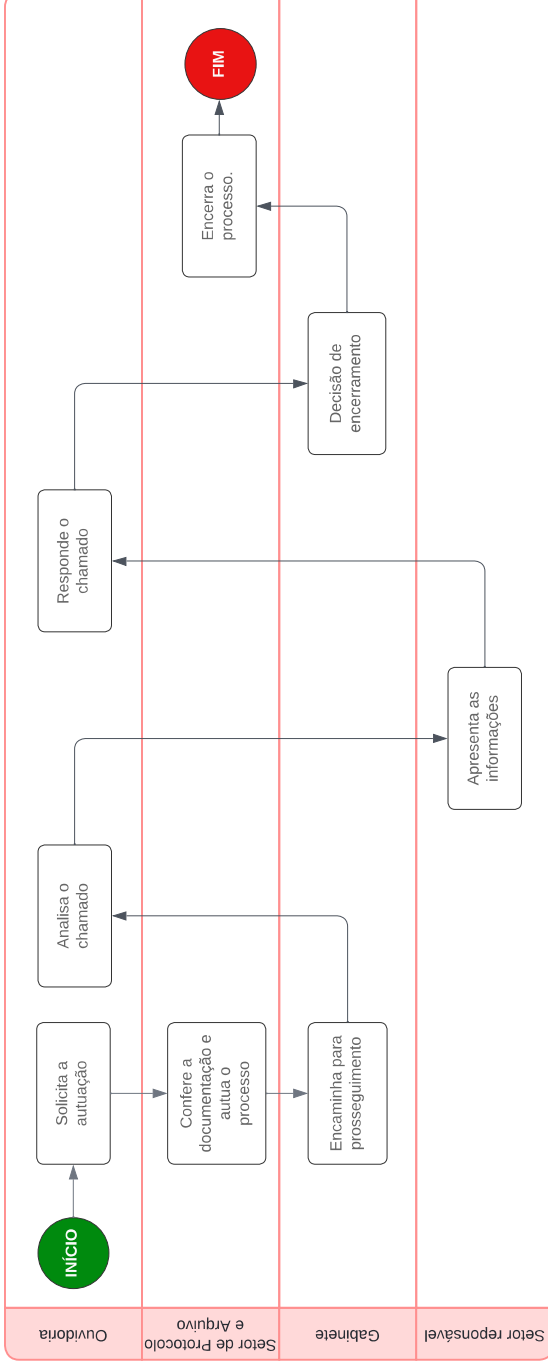 Ouvidoria
INÍCIO
Solicita a
autuação
Analisa o
chamado
Responde o
chamado
Setor de Protocolo
e Arquivo
Confere a
documentação e
autua o
processo
Encerra o
processo.
FIM
Gabinete
Encaminha para
prosseguimento
Decisão de
encerramento
Setor reponsável
Apresenta as
informações